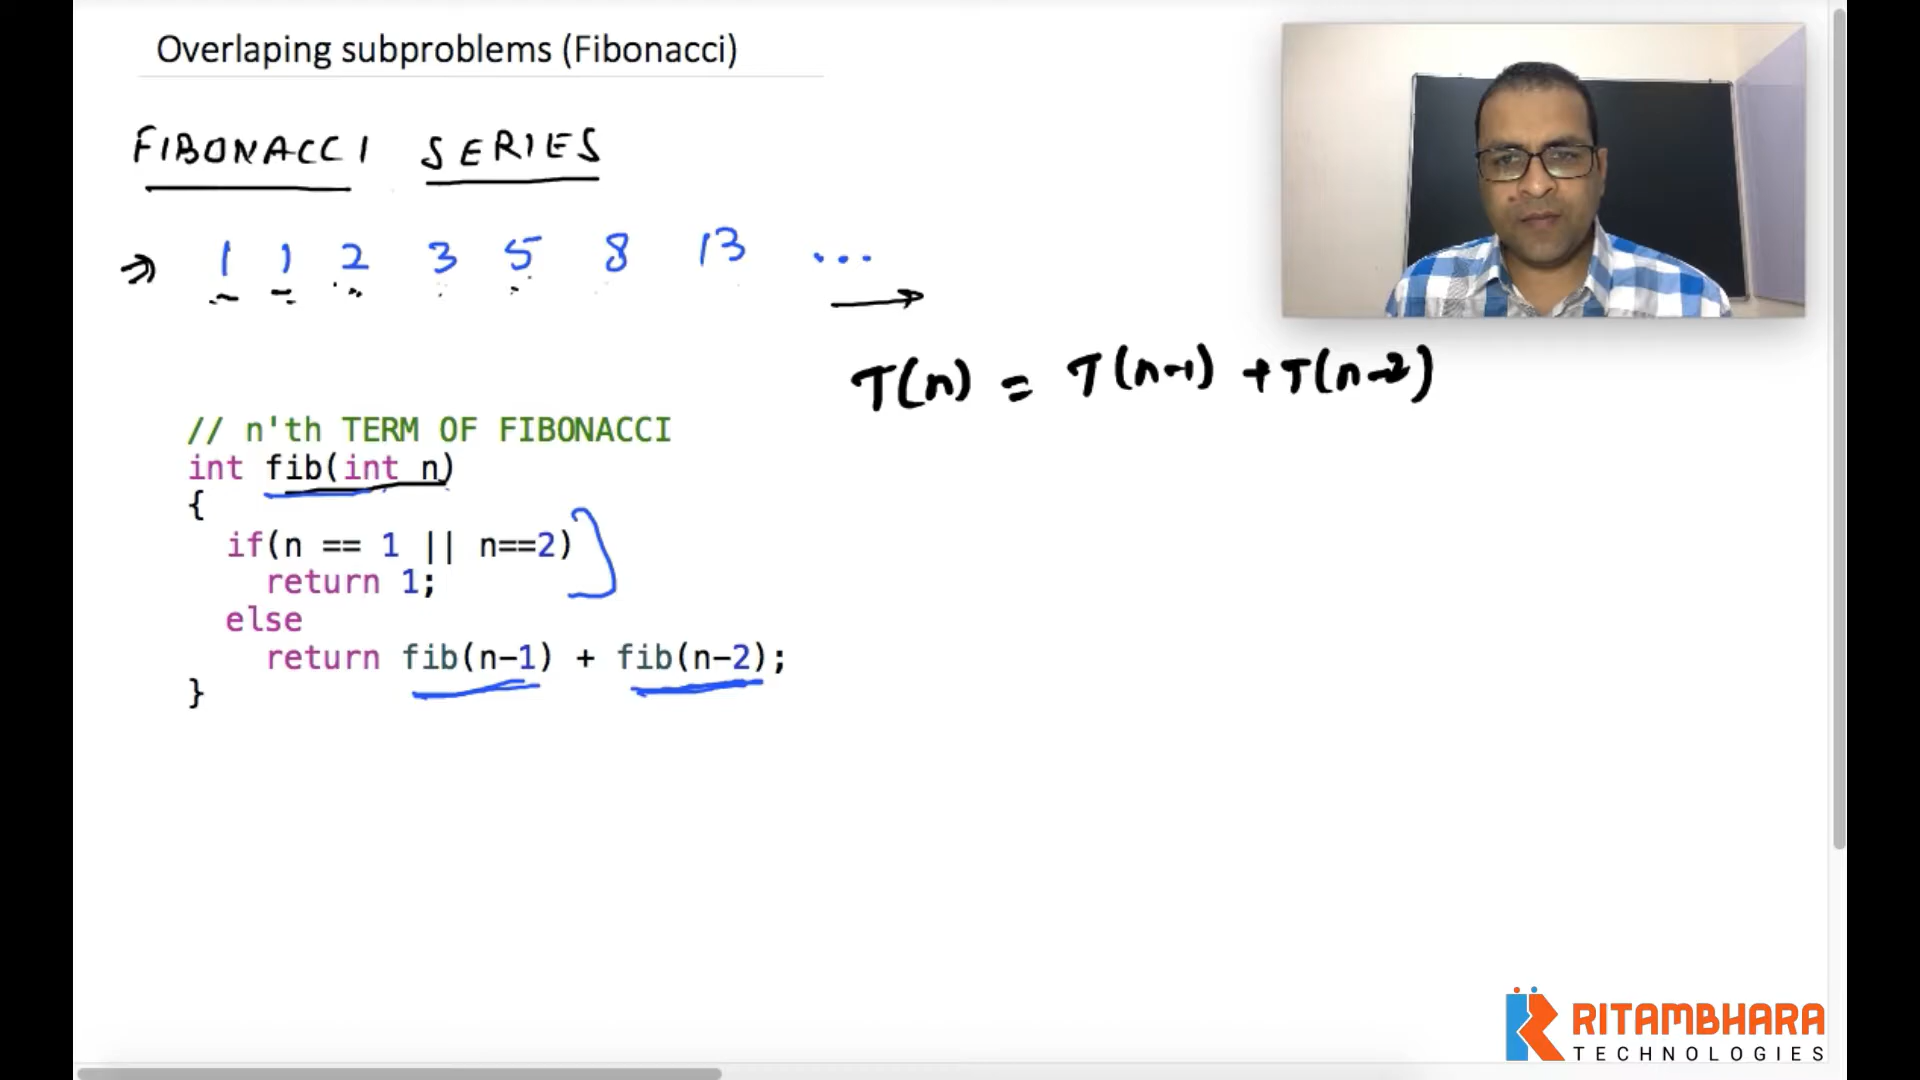 Overlaping subproblems (Fibonacci)
FIBONACCI SERIES
⇒ 1 1 2 3 5 8 13 ...
T(n) = T(n-1) + T(n-2)
// n'th TERM OF FIBONACCI
int fib(int n)
{
if(n == 1 || n==2)
return 1;
else
return fib(n-1) + fib(n-2);
}
RITAMBHARA
TECHNOLOGIES